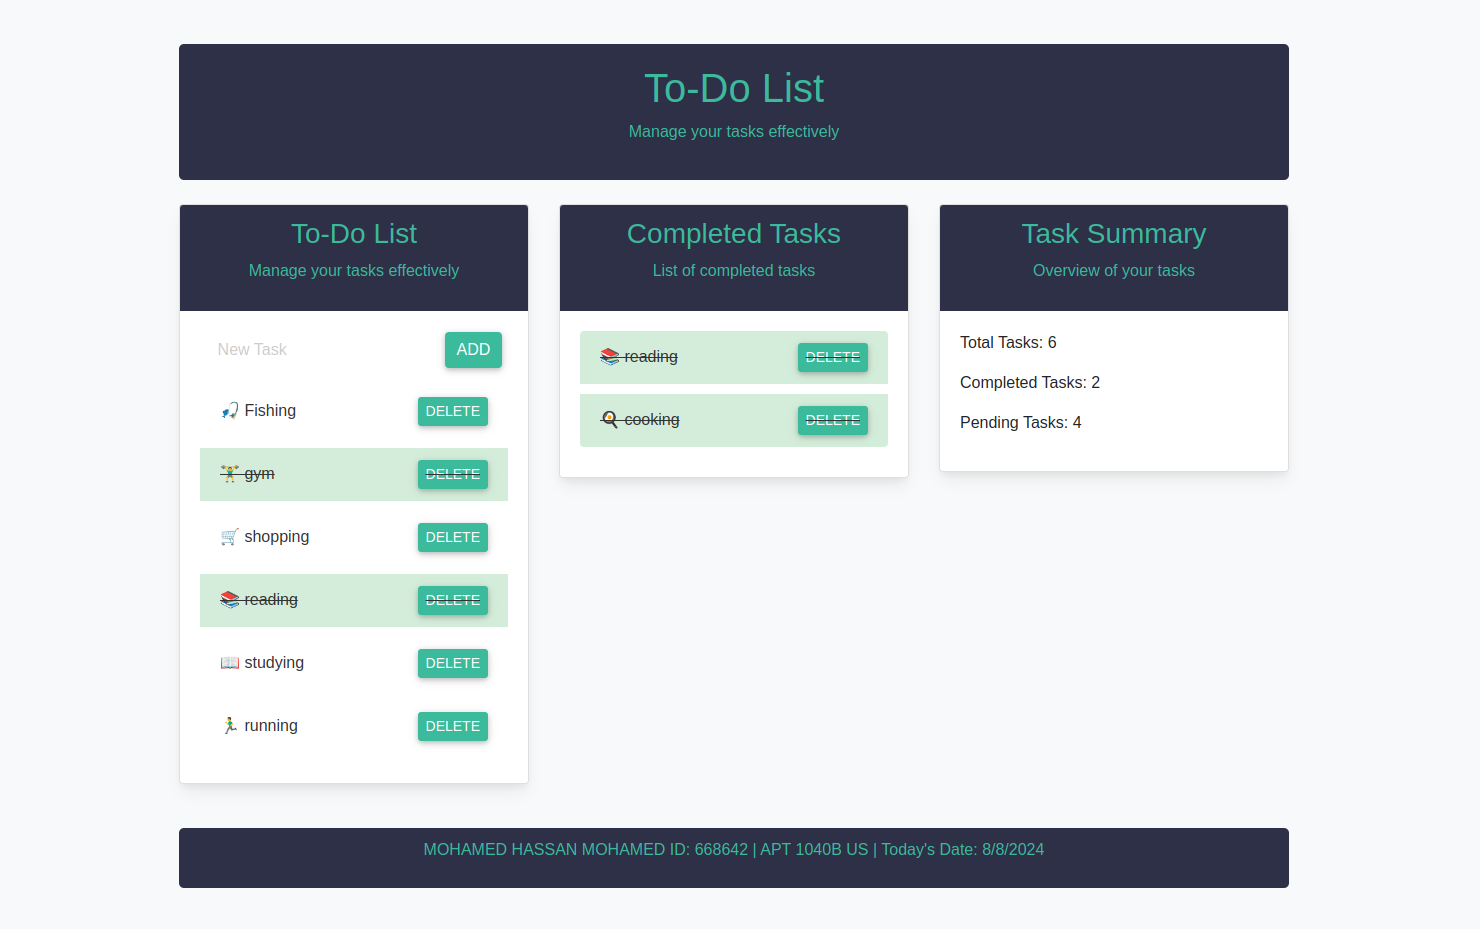 To-Do List
Manage your tasks effectively
To-Do List
Manage your tasks effectively
New Task
ADD
🎣 Fishing
DELETE
🏋️‍♂️ gym
DELETE
🛒 shopping
DELETE
📚 reading
DELETE
📖 studying
DELETE
🏃‍♂️ running
DELETE
Completed Tasks
List of completed tasks
📚 reading
DELETE
🍳 cooking
DELETE
Task Summary
Overview of your tasks
Total Tasks: 6
Completed Tasks: 2
Pending Tasks: 4
MOHAMED HASSAN MOHAMED ID: 668642 | APT 1040B US | Today's Date: 8/8/2024